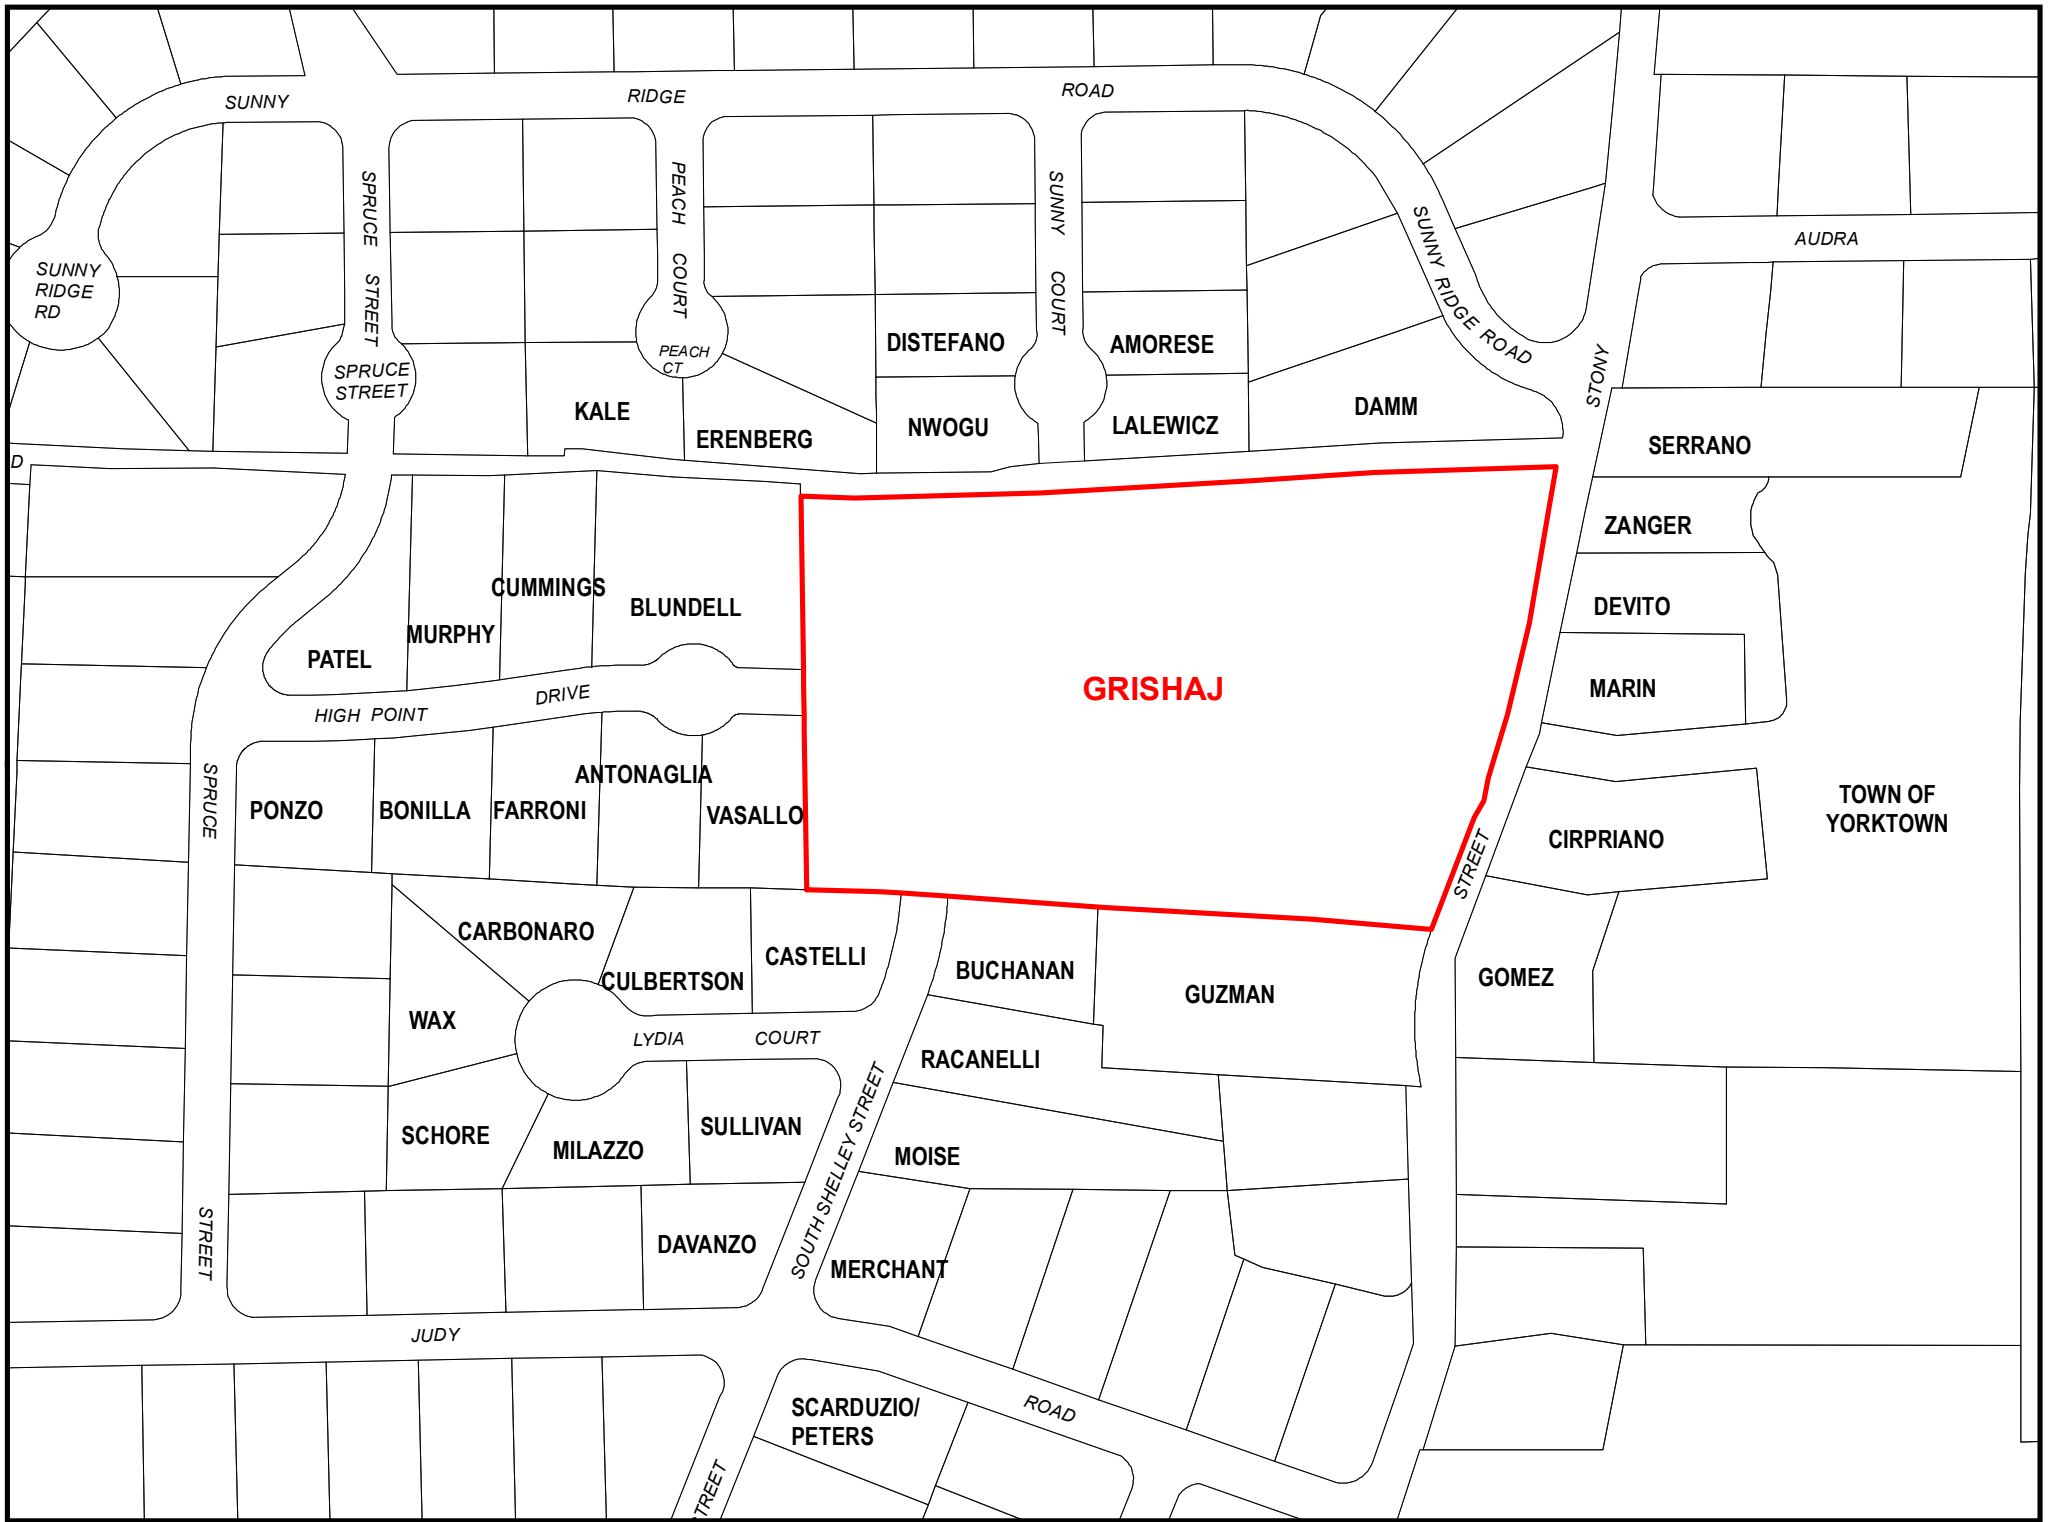 SUNNY
RIDGE
ROAD
SPRUCE
STREET
PEACH
COURT
SUNNY
COURT
SUNNY RIDGE ROAD
AUDRA
SUNNY
RIDGE
RD
SPRUCE
STREET
PEACH
CT
DISTEFANO
AMORESE
STONY
KALE
ERENBERG
NWOGU
LALEWICZ
DAMM
SERRANO
D
ZANGER
CUMMINGS
BLUNDELL
DEVITO
MURPHY
PATEL
GRISHAJ
MARIN
HIGH POINT
DRIVE
SPRUCE
ANTONAGLIA
PONZO
BONILLA
FARRONI
VASALLO
TOWN OF
YORKTOWN
CIRPRIANO
STREET
CARBONARO
CASTELLI
CULBERTSON
BUCHANAN
GUZMAN
GOMEZ
WAX
LYDIA
COURT
RACANELLI
SCHORE
MILAZZO
SULLIVAN
SOUTH SHELLEY STREET
MOISE
STREET
DAVANZO
MERCHANT
JUDY
ROAD
SCARDUZIO/
PETERS
STREET